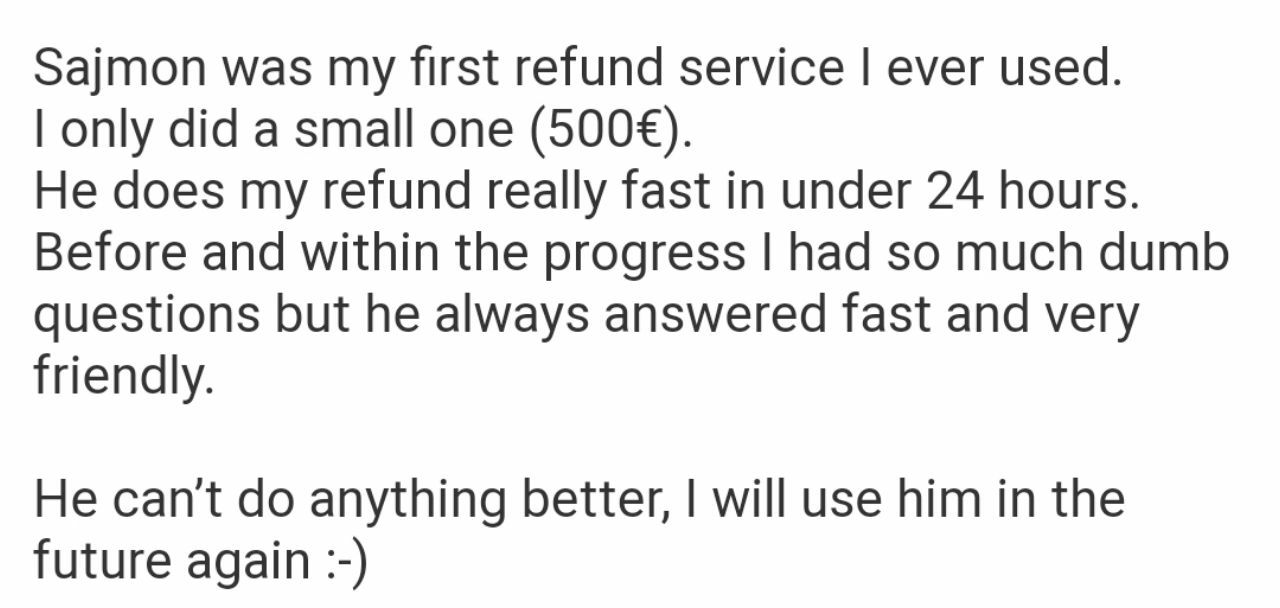 Sajmon was my first refund service I ever used.
I only did a small one (500€).
He does my refund really fast in under 24 hours.
Before and within the progress I had so much dumb
questions but he always answered fast and very
friendly.
He can’t do anything better, I will use him in the
future again :-)